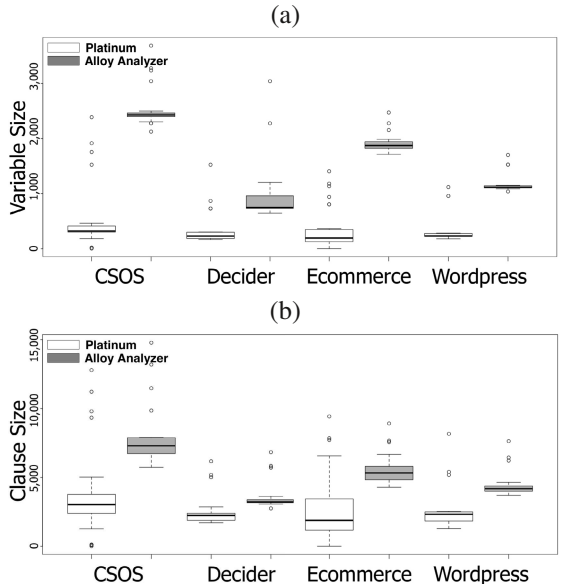 (a)
Platinum
Alloy Analyzer
Variable Size
3,000
2,000
1,000
0
CSOS Decider Ecommerce Wordpress
(b)
Platinum
Alloy Analyzer
Clause Size
15,000
10,000
5,000
0
CSOS Decider Ecommerce Wordpress